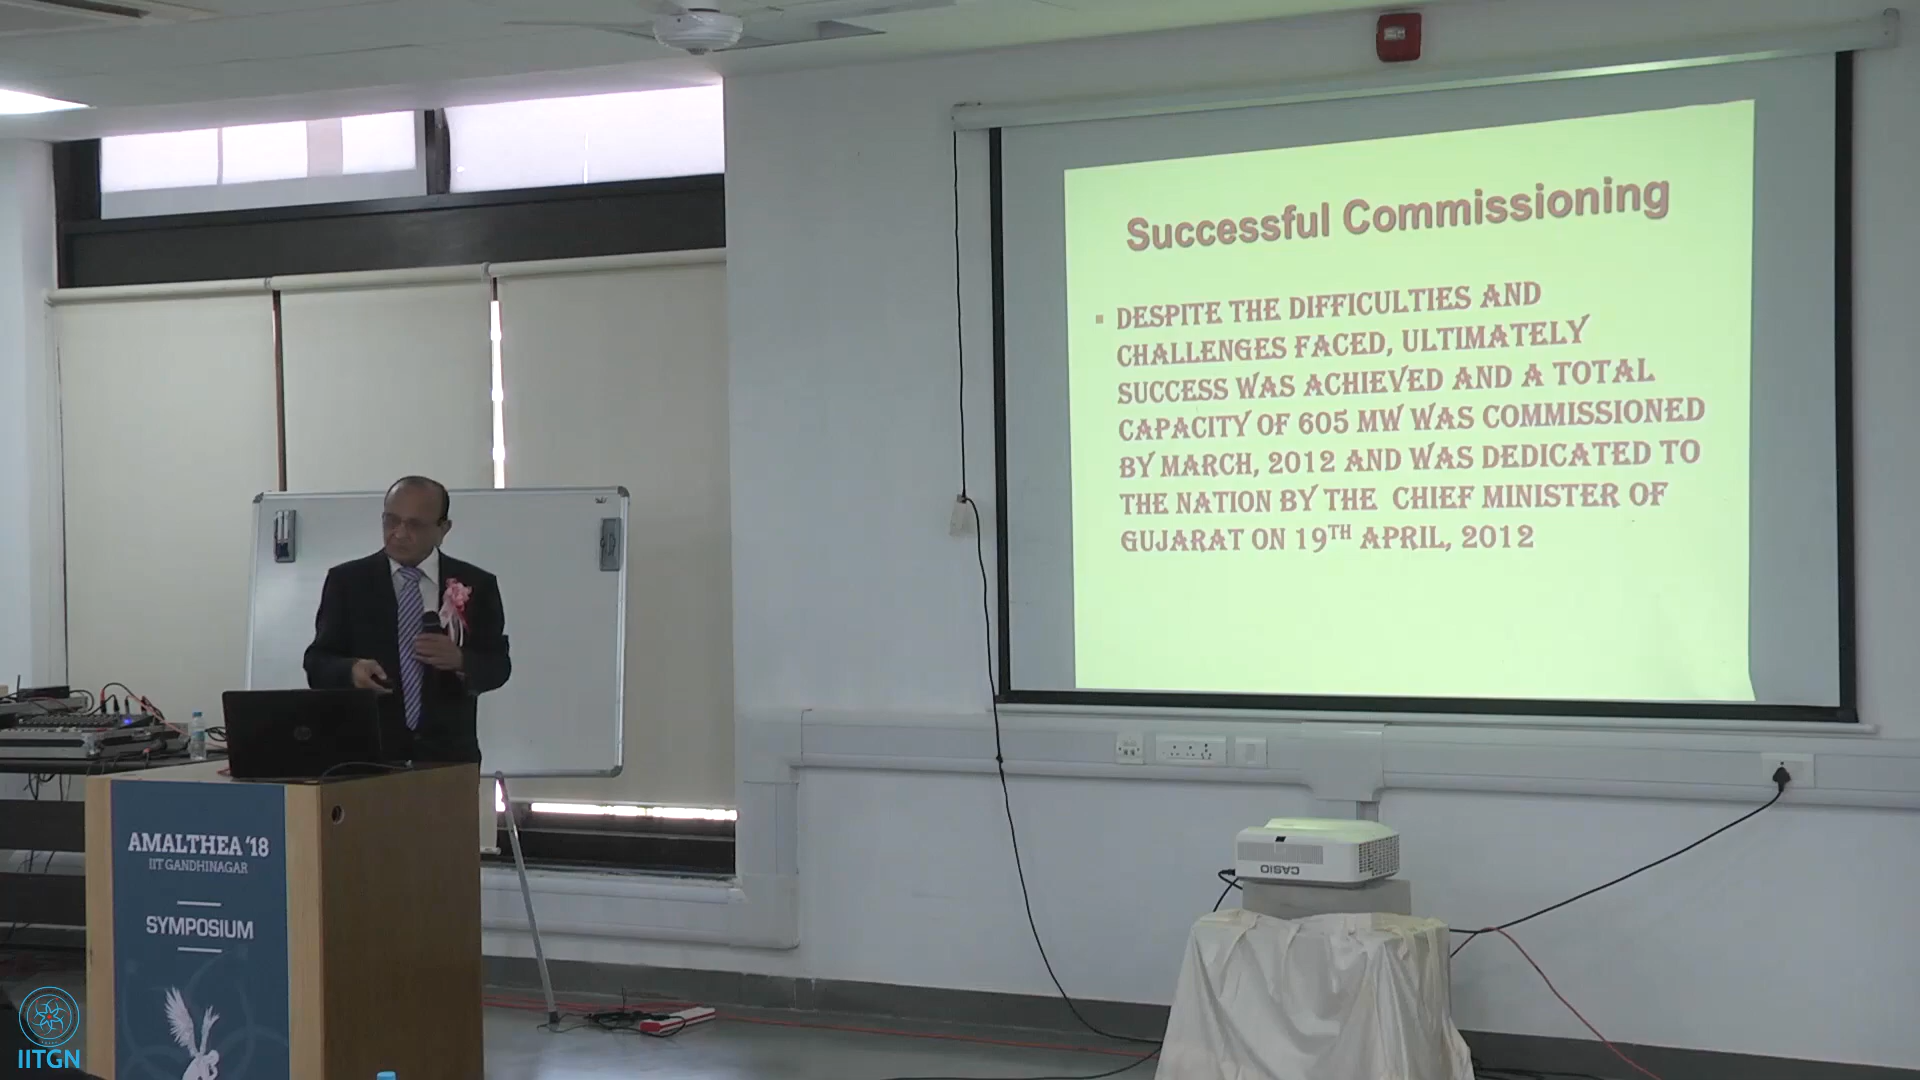 Successful Commissioning
▪ DESPITE THE DIFFICULTIES AND
CHALLENGES FACED, ULTIMATELY
SUCCESS WAS ACHIEVED AND A TOTAL
CAPACITY OF 605 MW WAS COMMISSIONED
BY MARCH, 2012 AND WAS DEDICATED TO
THE NATION BY THE CHIEF MINISTER OF
GUJARAT ON 19TH APRIL, 2012
AMALTHEA '18
IIT GANDHINAGAR
SYMPOSIUM
CASIO
IITGN